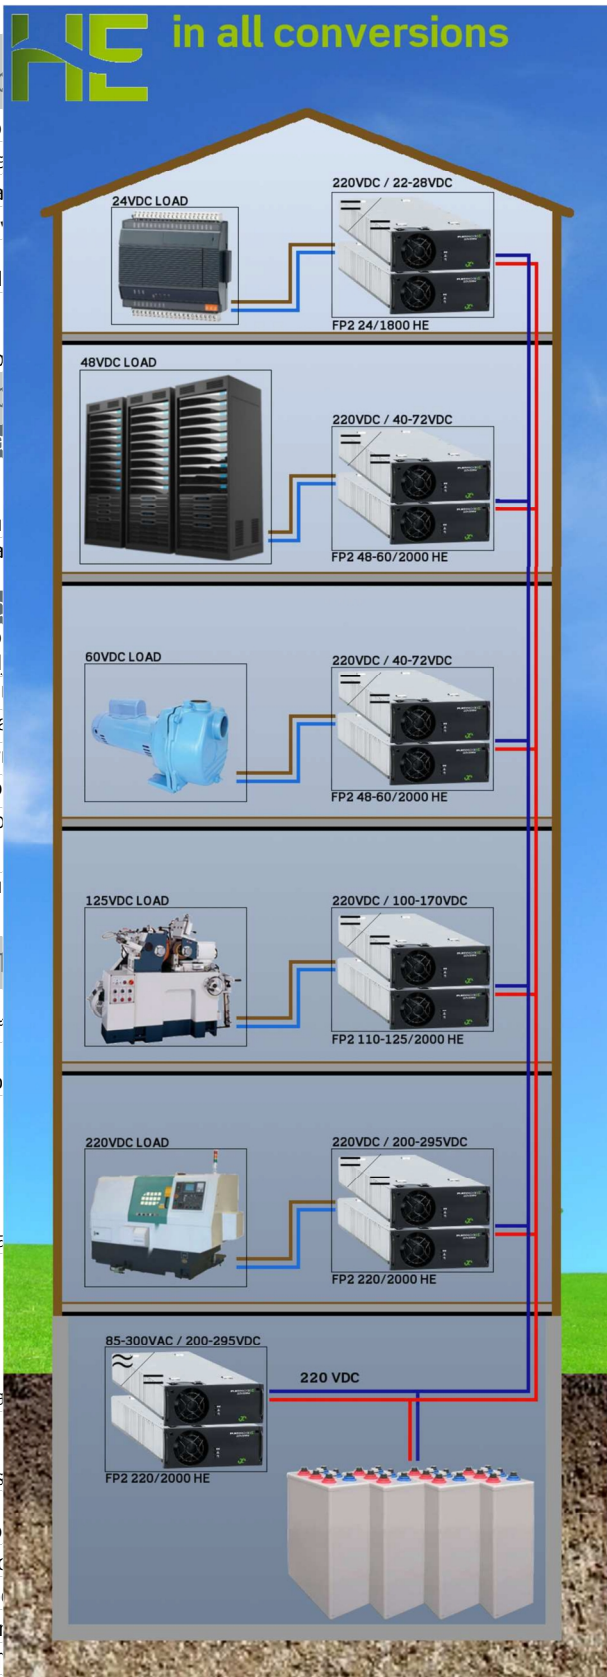 HE in all conversions
24VDC LOAD
220VDC / 22-28VDC
FP2 24/1800 HE
48VDC LOAD
220VDC / 40-72VDC
FP2 48-60/2000 HE
60VDC LOAD
220VDC / 40-72VDC
FP2 48-60/2000 HE
125VDC LOAD
220VDC / 100-170VDC
FP2 110-125/2000 HE
220VDC LOAD
220VDC / 200-295VDC
FP2 220/2000 HE
85-300VAC / 200-295VDC
220 VDC
FP2 220/2000 HE